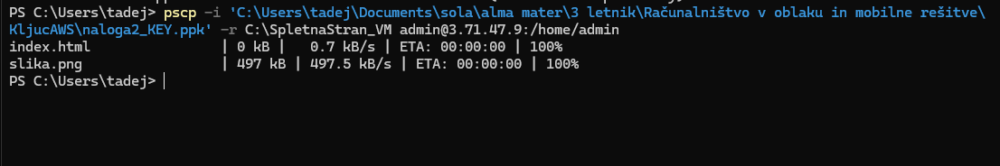 PS C:\Users\tadej> pscp -i 'C:\Users\tadej\Documents\sola\alma mater\3 letnik\Računalništvo v oblaku in mobilne rešitve\
KljucAWS\naloga2_KEY.ppk' -r C:\SpletnaStran_VM admin@3.71.47.9:/home/admin
index.html                | 0 kB |   0.7 kB/s | ETA: 00:00:00 | 100%
slika.png                 | 497 kB | 497.5 kB/s | ETA: 00:00:00 | 100%
PS C:\Users\tadej>